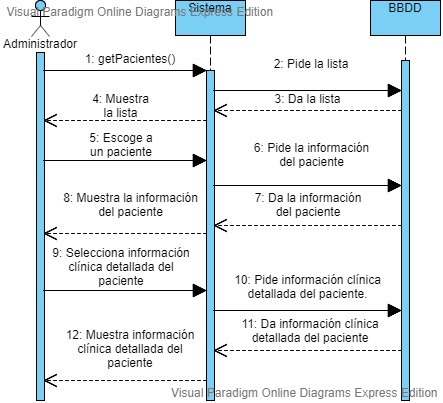 Visual Paradigm Online Diagrams Express Edition
Sistema
BBDD
Administrador
1: getPacientes()
2: Pide la lista
3: Da la lista
4: Muestra
la lista
5: Escoge a
un paciente
6: Pide la información
del paciente
7: Da la información
del paciente
8: Muestra la información
del paciente
9: Selecciona información
clínica detallada del
paciente
10: Pide información clínica
detallada del paciente.
11: Da información clínica
detallada del paciente
12: Muestra información
clínica detallada del
paciente
Visual Paradigm Online Diagrams Express Edition